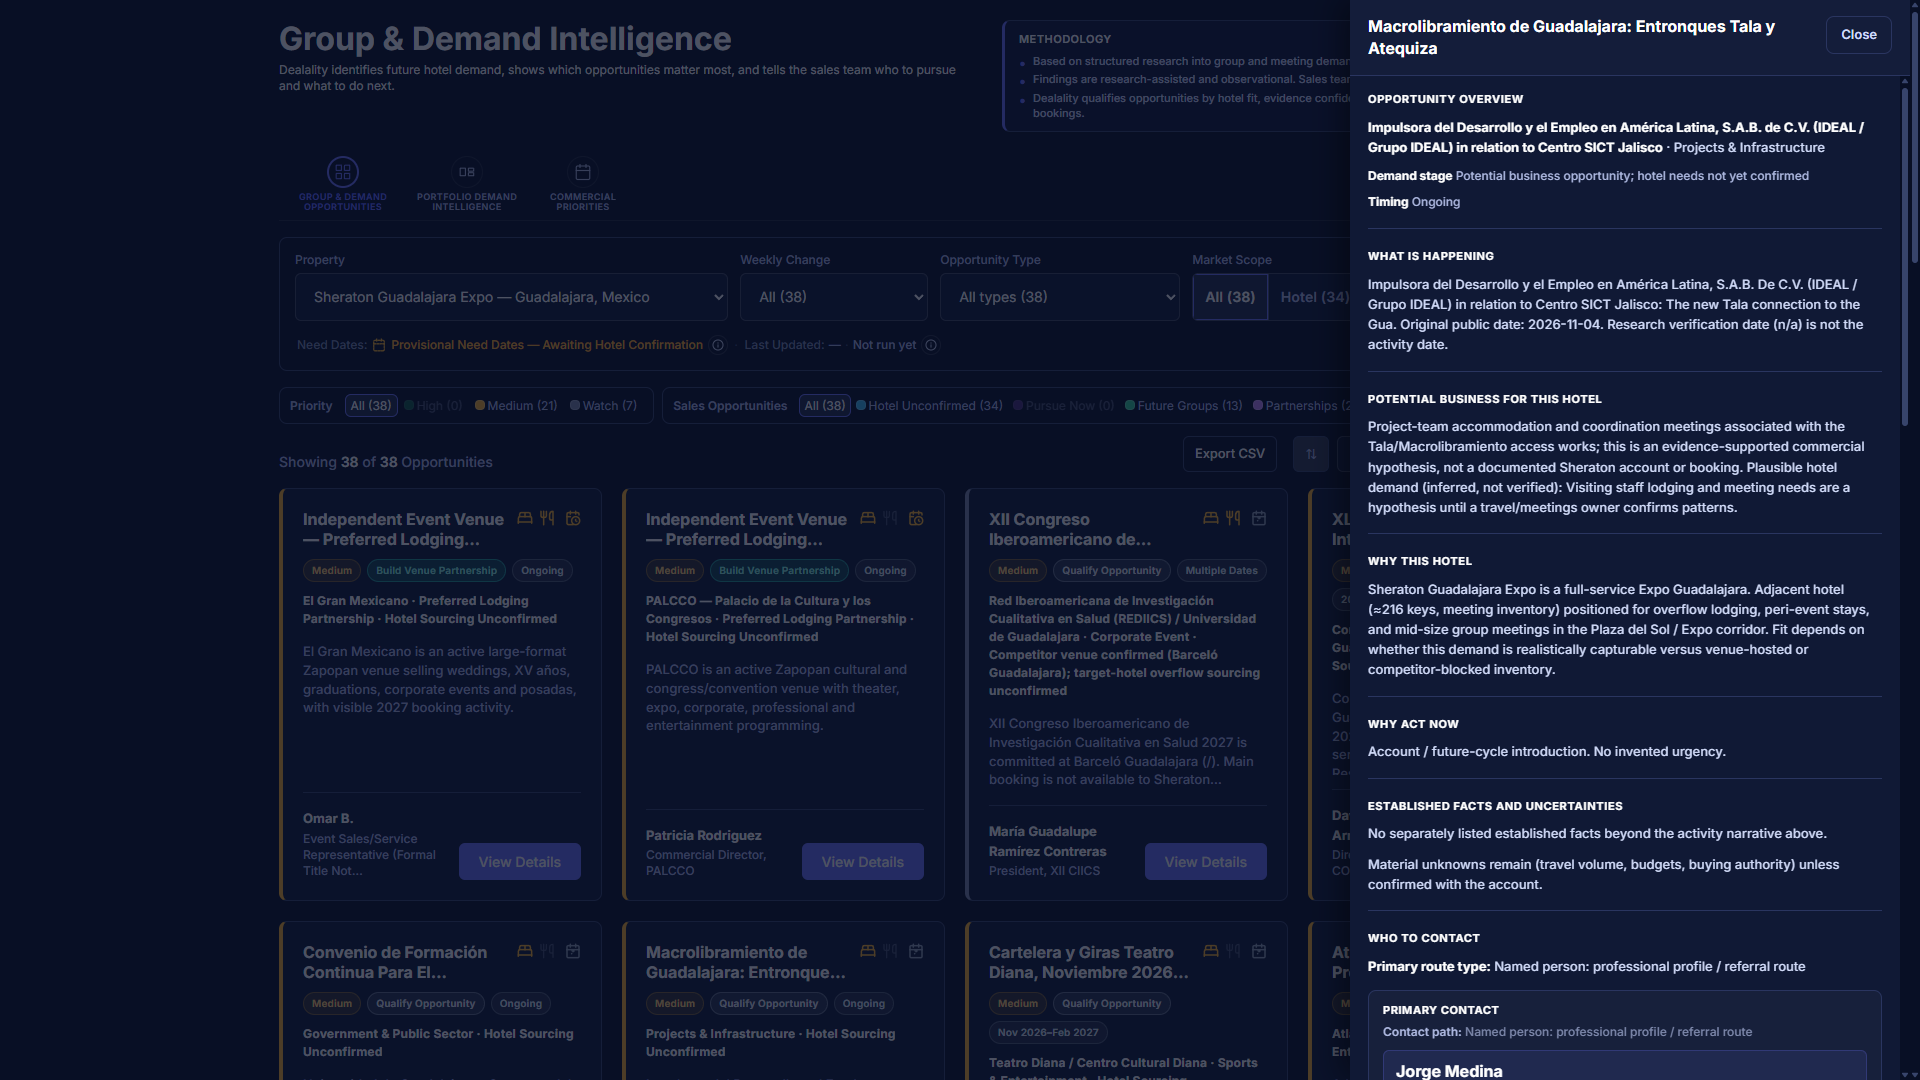 Group & Demand Intelligence
Dealality identifies future hotel demand, shows which opportunities matter most, and tells the sales team who to pursue
and what to do next.
METHODOLOGY
Based on structured research into group and meeting
Findings are research-assisted and observational. Sales
Dealality qualifies opportunities by hotel fit, evidence
bookings.
GROUP & DEMAND
OPPORTUNITIES
PORTFOLIO DEMAND
INTELLIGENCE
COMMERCIAL
PRIORITIES
Property
Weekly Change
Opportunity Type
Market Scope
Sheraton Guadalajara Expo — Guadalajara, Mexico
All (38)
All types (38)
All (38)
Hotel (34)
Need Dates: Provisional Need Dates — Awaiting Hotel Confirmation · Last Updated: — · Not run yet
Priority All (38) High (0) Medium (21) Watch (7)
Sales Opportunities All (38) Hotel Unconfirmed (34) Pursue Now (0) Future Groups (13) Partnerships
Showing 38 of 38 Opportunities
Export CSV
Independent Event Venue
— Preferred Lodging...
Medium Build Venue Partnership Ongoing
El Gran Mexicano · Preferred Lodging
Partnership · Hotel Sourcing Unconfirmed
El Gran Mexicano is an active large-format
Zapopan venue selling weddings, XV años,
graduations, corporate events and posadas,
with visible 2027 booking activity.
Omar B.
Event Sales/Service
Representative (Formal
Title Not...
View Details
Independent Event Venue
— Preferred Lodging...
Medium Build Venue Partnership Ongoing
PALCCO — Palacio de la Cultura y los
Congresos · Preferred Lodging Partnership ·
Hotel Sourcing Unconfirmed
PALCCO is an active Zapopan cultural and
congress/convention venue with theater,
expo, corporate, professional and
entertainment programming.
Patricia Rodriguez
Commercial Director,
PALCCO
View Details
XII Congreso
Iberoamericano de...
Medium Qualify Opportunity Multiple Dates
Red Iberoamericana de Investigación
Cualitativa en Salud (REDIICS) / Universidad
de Guadalajara · Corporate Event ·
Competitor venue confirmed (Barceló
Guadalajara); target-hotel overflow sourcing
unconfirmed
XII Congreso Iberoamericano de
Investigación Cualitativa en Salud 2027 is
committed at Barceló Guadalajara (/). Main
booking is not available to Sheraton...
María Guadalupe
Ramírez Contreras
President, XII CIICS
View Details
Convenio de Formación
Continua Para El...
Medium Qualify Opportunity Ongoing
Government & Public Sector · Hotel Sourcing
Unconfirmed
Macrolibramiento de
Guadalajara: Entronque...
Medium Qualify Opportunity Ongoing
Projects & Infrastructure · Hotel Sourcing
Unconfirmed
Cartelera y Giras Teatro
Diana, Noviembre 2026...
Medium Qualify Opportunity
Nov 2026–Feb 2027
Teatro Diana / Centro Cultural Diana · Sports
& Entertainment · Hotel Sourcing
Macrolibramiento de Guadalajara: Entronques Tala y
Atequiza
Close
OPPORTUNITY OVERVIEW
Impulsora del Desarrollo y el Empleo en América Latina, S.A.B. de C.V. (IDEAL /
Grupo IDEAL) in relation to Centro SICT Jalisco · Projects & Infrastructure
Demand stage Potential business opportunity; hotel needs not yet confirmed
Timing Ongoing
WHAT IS HAPPENING
Impulsora del Desarrollo y el Empleo en América Latina, S.A.B. De C.V. (IDEAL /
Grupo IDEAL) in relation to Centro SICT Jalisco: The new Tala connection to the
Gua. Original public date: 2026-11-04. Research verification date (n/a) is not the
activity date.
POTENTIAL BUSINESS FOR THIS HOTEL
Project-team accommodation and coordination meetings associated with the
Tala/Macrolibramiento access works; this is an evidence-supported commercial
hypothesis, not a documented Sheraton account or booking. Plausible hotel
demand (inferred, not verified): Visiting staff lodging and meeting needs are a
hypothesis until a travel/meetings owner confirms patterns.
WHY THIS HOTEL
Sheraton Guadalajara Expo is a full-service Expo Guadalajara. Adjacent hotel
(≈216 keys, meeting inventory) positioned for overflow lodging, peri-event stays,
and mid-size group meetings in the Plaza del Sol / Expo corridor. Fit depends on
whether this demand is realistically capturable versus venue-hosted or
competitor-blocked inventory.
WHY ACT NOW
Account / future-cycle introduction. No invented urgency.
ESTABLISHED FACTS AND UNCERTAINTIES
No separately listed established facts beyond the activity narrative above.
Material unknowns remain (travel volume, budgets, buying authority) unless
confirmed with the account.
WHO TO CONTACT
Primary route type: Named person: professional profile / referral route
PRIMARY CONTACT
Contact path: Named person: professional profile / referral route
Jorge Medina